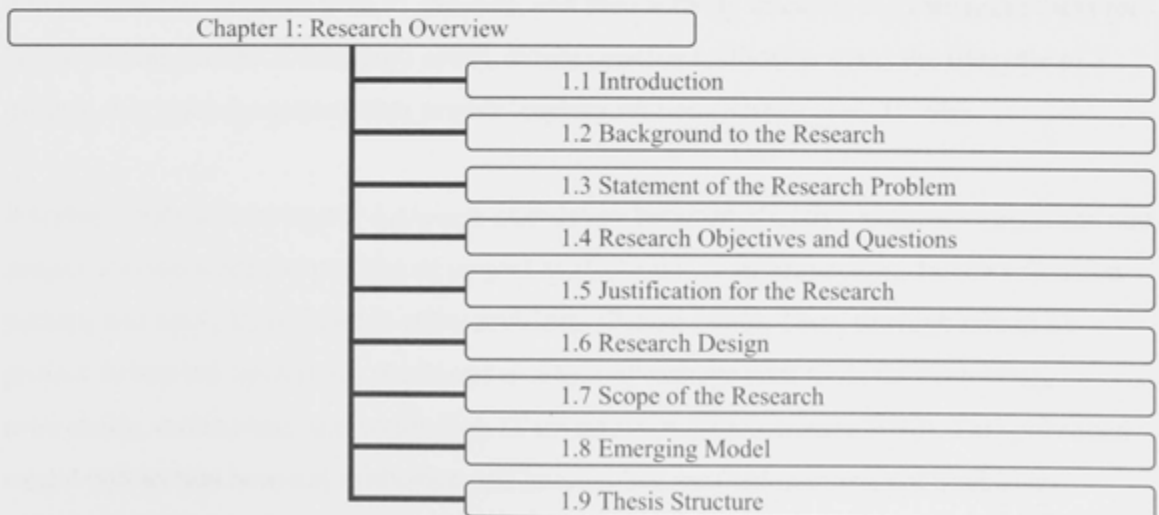 Chapter 1: Research Overview
1.1 Introduction
1.2 Background to the Research
1.3 Statement of the Research Problem
1.4 Research Objectives and Questions
1.5 Justification for the Research
1.6 Research Design
1.7 Scope of the Research
1.8 Emerging Model
1.9 Thesis Structure